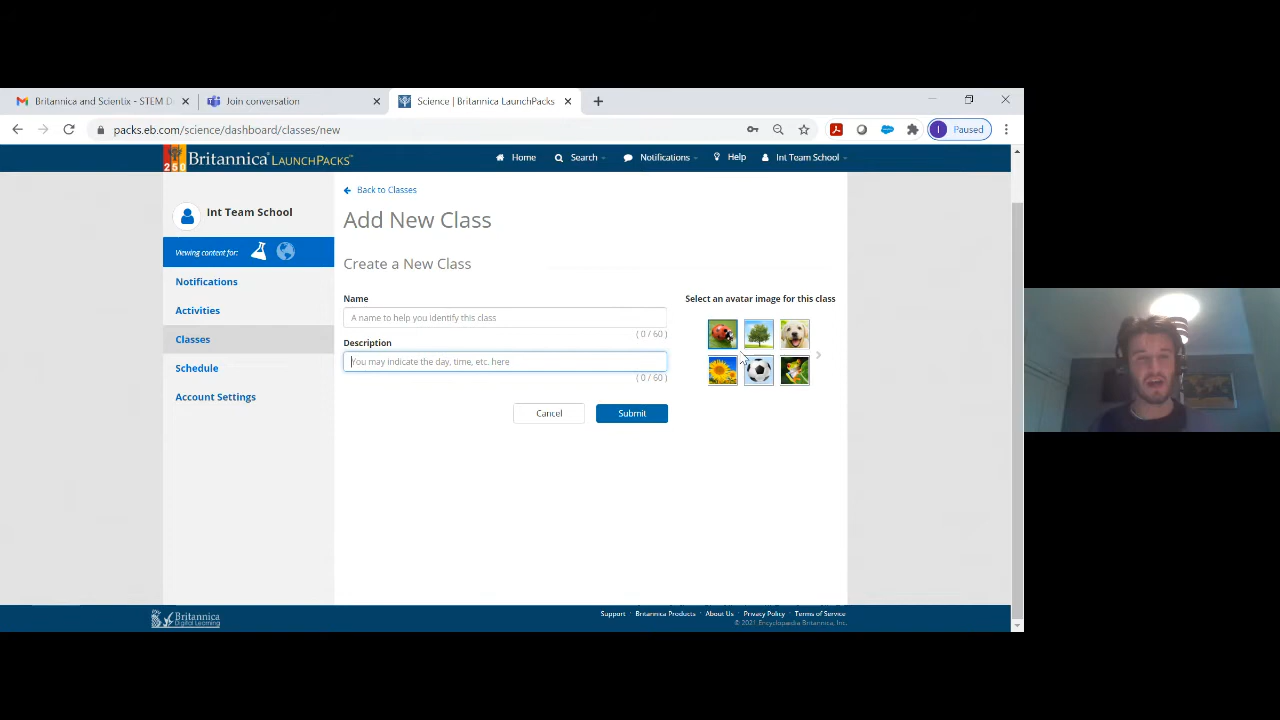 Britannica and Scientix - STEM D
Join conversation
Science | Britannica LaunchPacks
packs.eb.com/science/dashboard/classes/new
Paused
250
Britannica® LAUNCHPACKS™
Home
Search
Notifications
Help
Int Team School
Int Team School
Viewing content for:
Notifications
Activities
Classes
Schedule
Account Settings
Back to Classes
Add New Class
Create a New Class
Name
A name to help you identify this class
( 0 / 60 )
Description
You may indicate the day, time, etc. here
( 0 / 60 )
Cancel
Submit
Select an avatar image for this class
Britannica
Digital Learning
Support · Britannica Products · About Us · Privacy Policy · Terms of Service
© 2021 Encyclopædia Britannica, Inc.